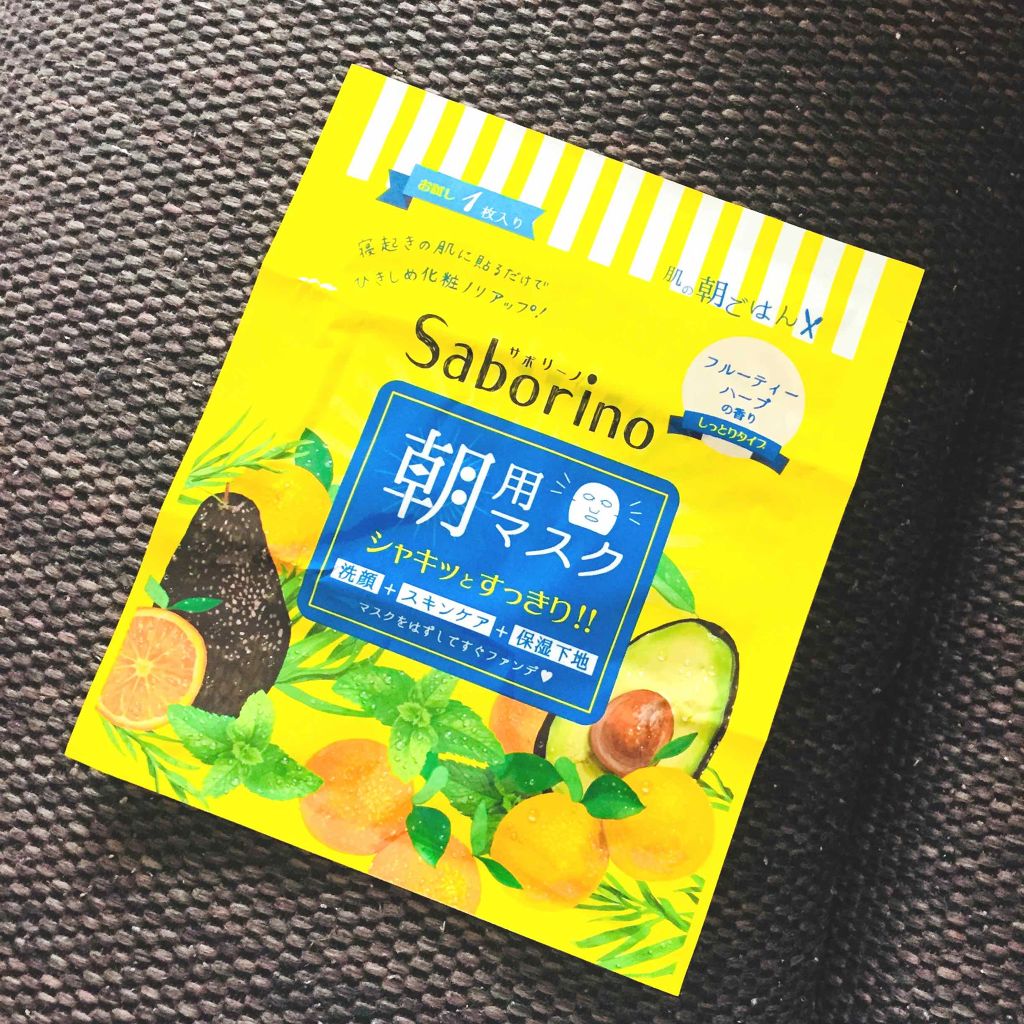 お試し 1枚入り
寝起きの肌に貼るだけで
ひきしめ化粧ノリアップ!
肌の朝ごはん
サボリーノ
Saborino
フルーティー
ハーブ
の香り
しっとりタイプ
朝用マスク
シャキッとすっきり!!
洗顔+スキンケア+保湿下地
マスクをはずしてすぐファンデ♥